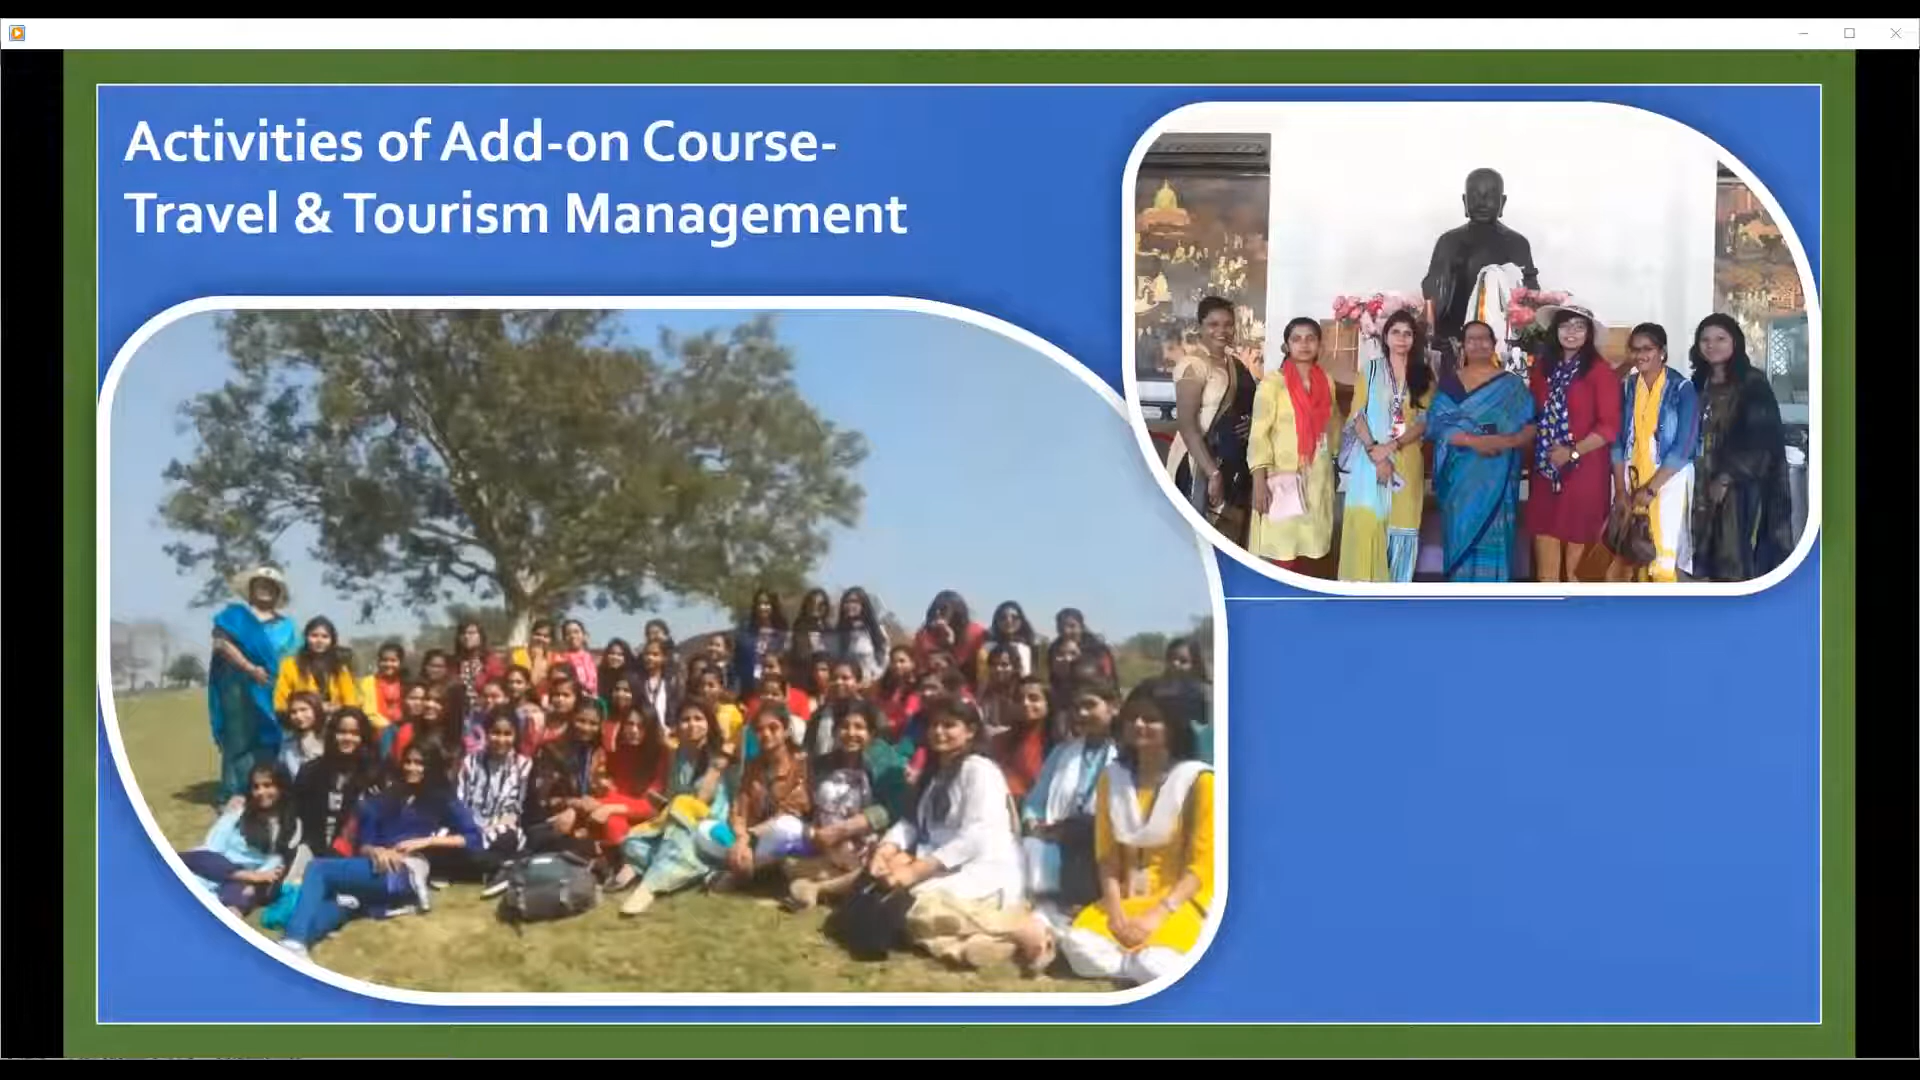 Activities of Add-on Course-
Travel & Tourism Management